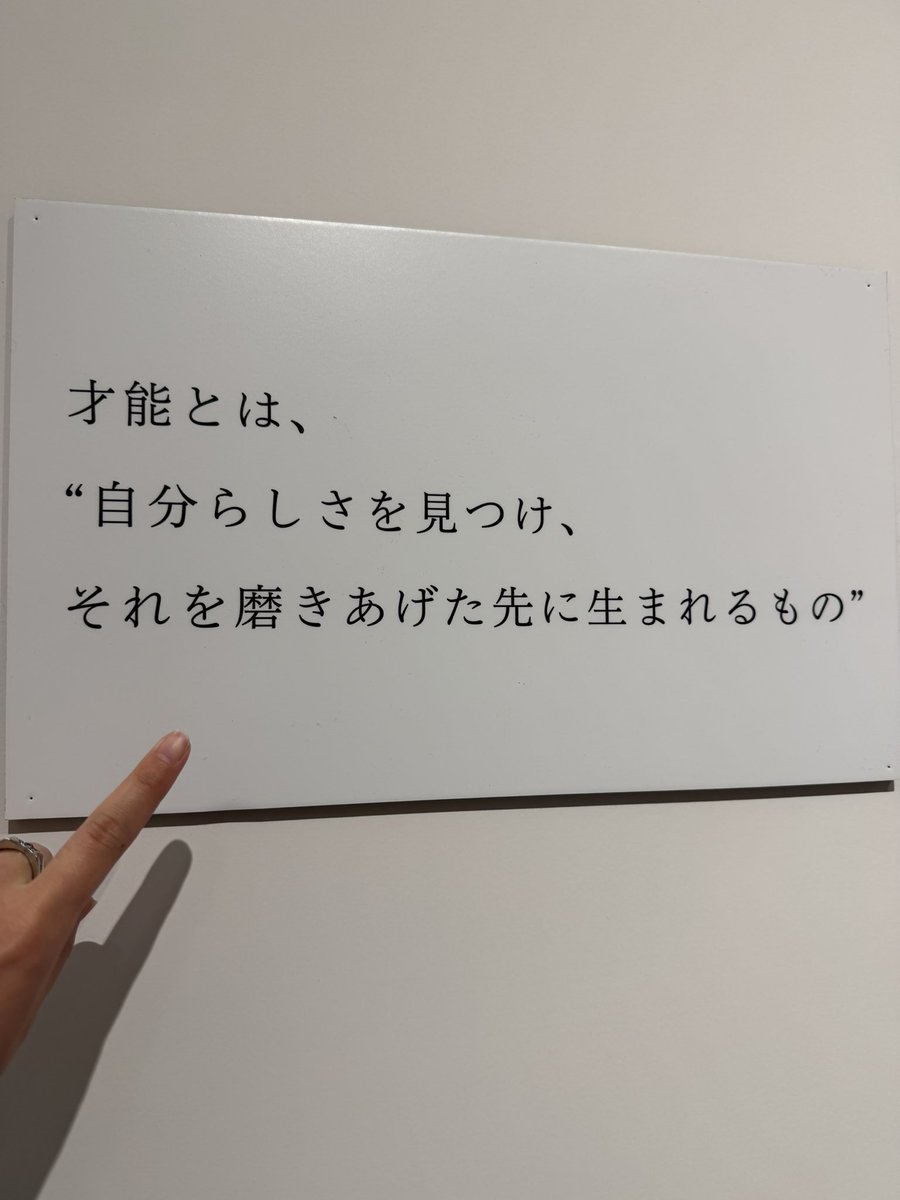 才能とは、
“自分らしさを見つけ、
それを磨きあげた先に生まれるもの”